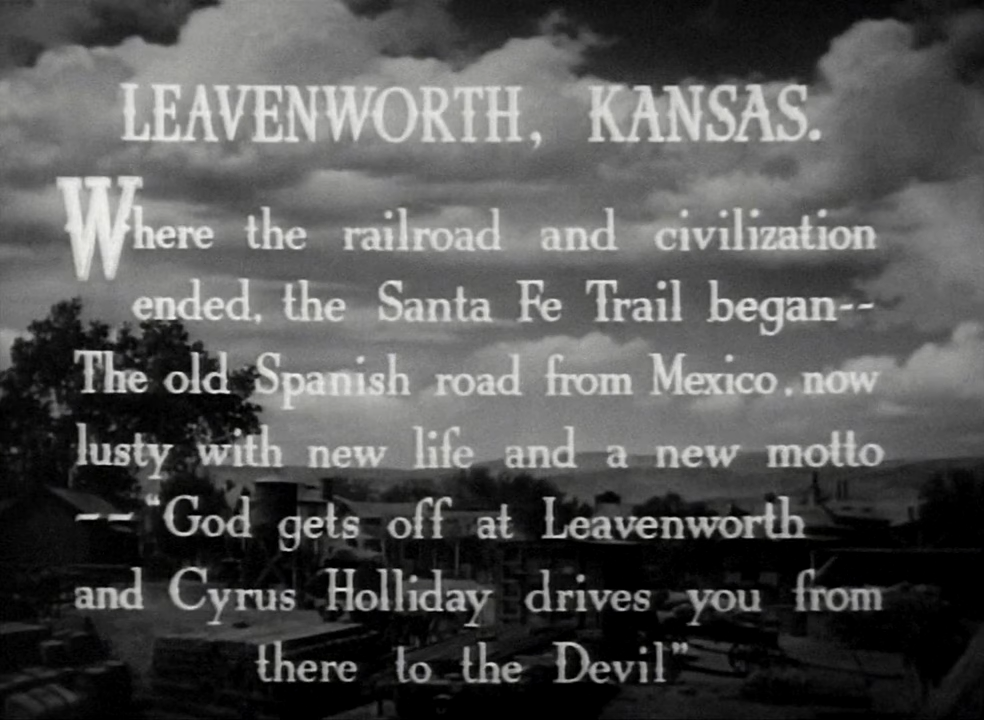 LEAVENWORTH, KANSAS.
Where the railroad and civilization
ended, the Santa Fe Trail began--
The old Spanish road from Mexico, now
lusty with new life and a new motto
--“God gets off at Leavenworth
and Cyrus Holliday drives you from
there to the Devil”